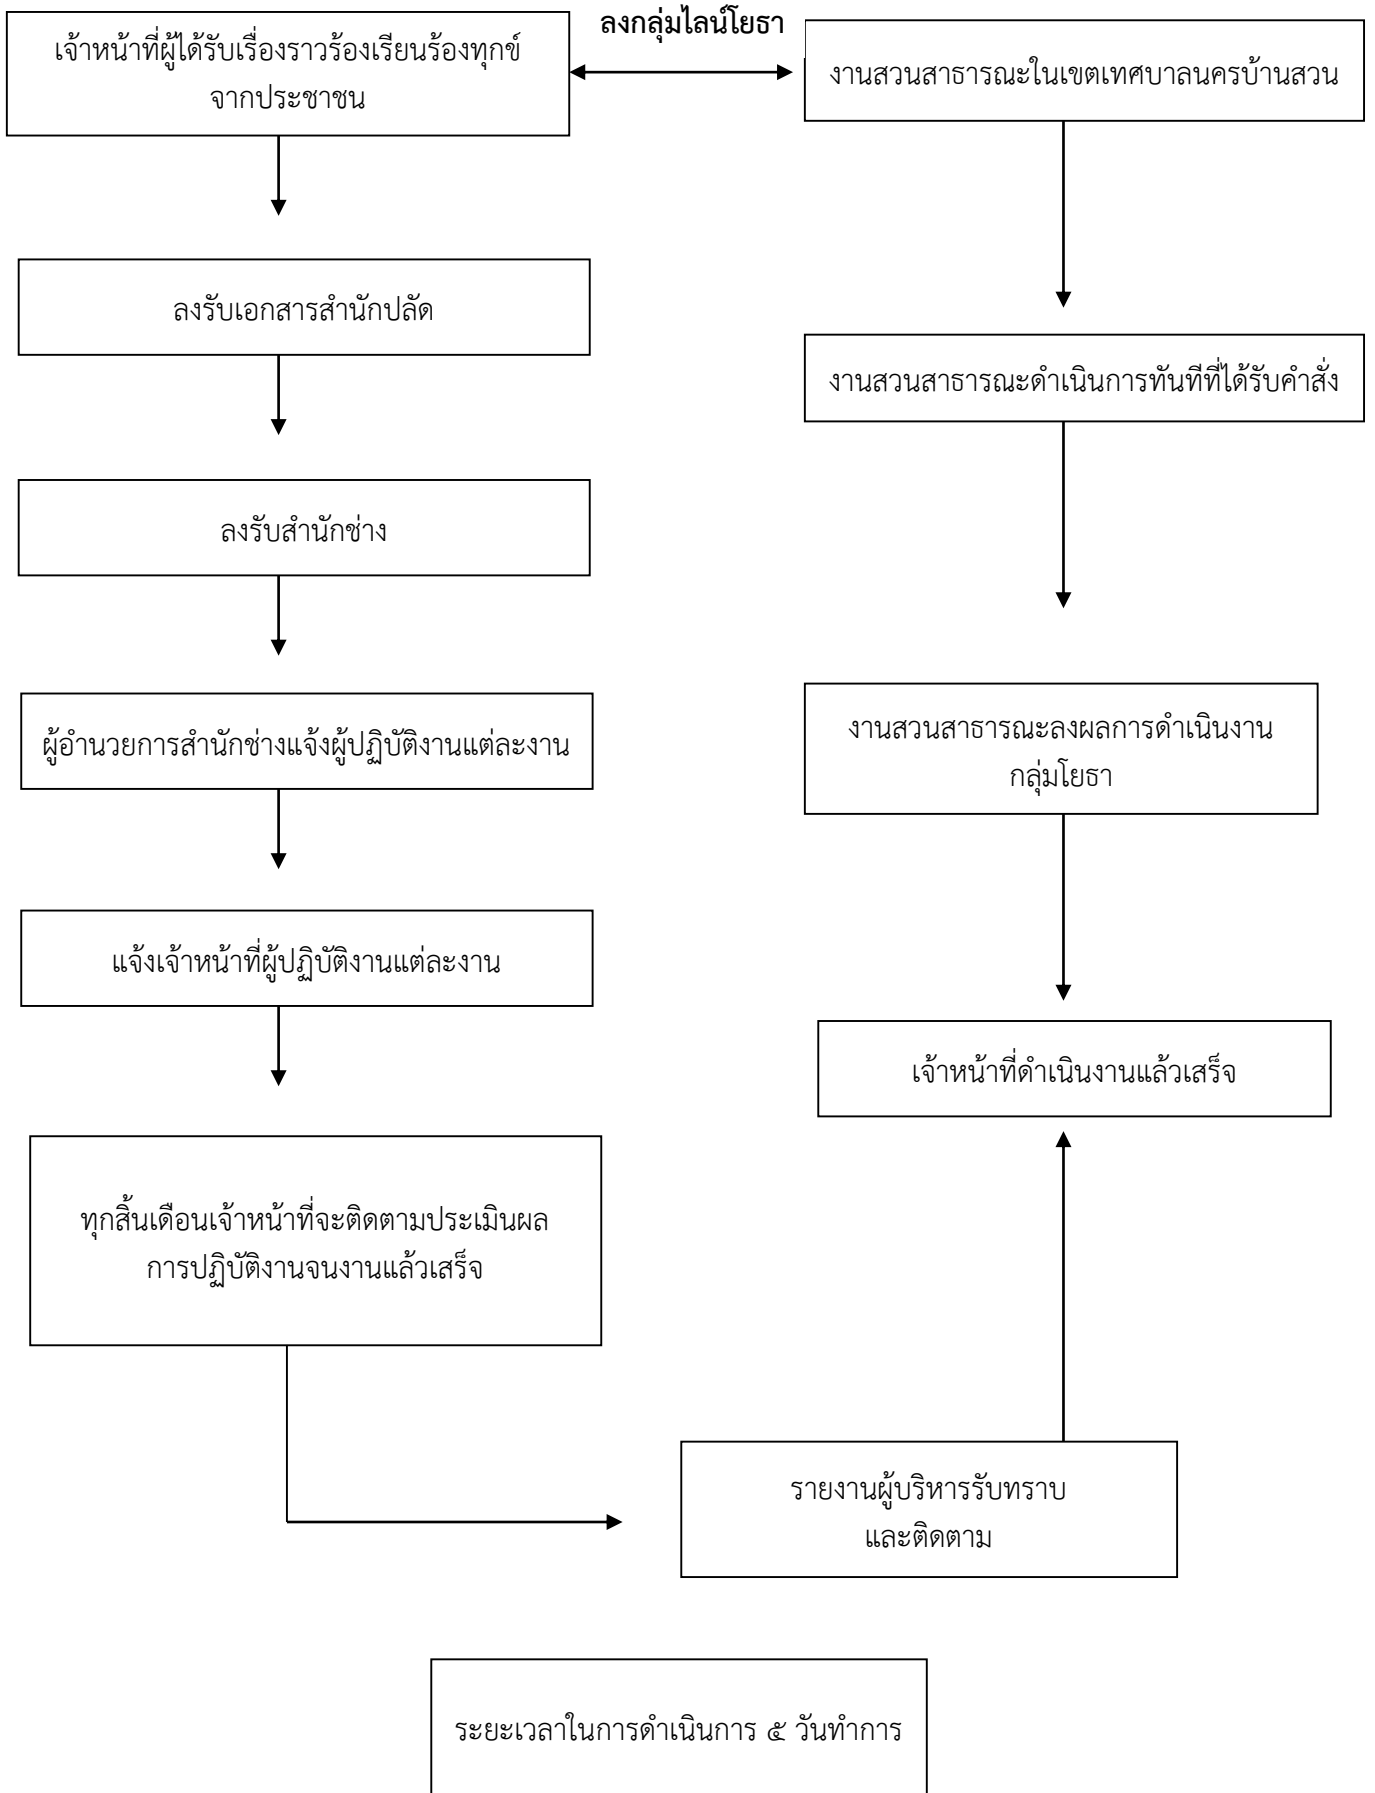 ลงกลุ่มไลน์โยธา
เจ้าหน้าที่ผู้ได้รับเรื่องราวร้องเรียนร้องทุกข์
จากประชาชน
งานสวนสาธารณะในเขตเทศบาลนครบ้านสวน
ลงรับเอกสารสำนักปลัด
งานสวนสาธารณะดำเนินการทันทีที่ได้รับคำสั่ง
ลงรับสำนักช่าง
ผู้อำนวยการสำนักช่างแจ้งผู้ปฏิบัติงานแต่ละงาน
งานสวนสาธารณะลงผลการดำเนินงาน
กลุ่มโยธา
แจ้งเจ้าหน้าที่ผู้ปฏิบัติงานแต่ละงาน
เจ้าหน้าที่ดำเนินงานแล้วเสร็จ
ทุกสิ้นเดือนเจ้าหน้าที่จะติดตามประเมินผล
การปฏิบัติงานจนงานแล้วเสร็จ
รายงานผู้บริหารรับทราบ
และติดตาม
ระยะเวลาในการดำเนินการ ๕ วันทำการ